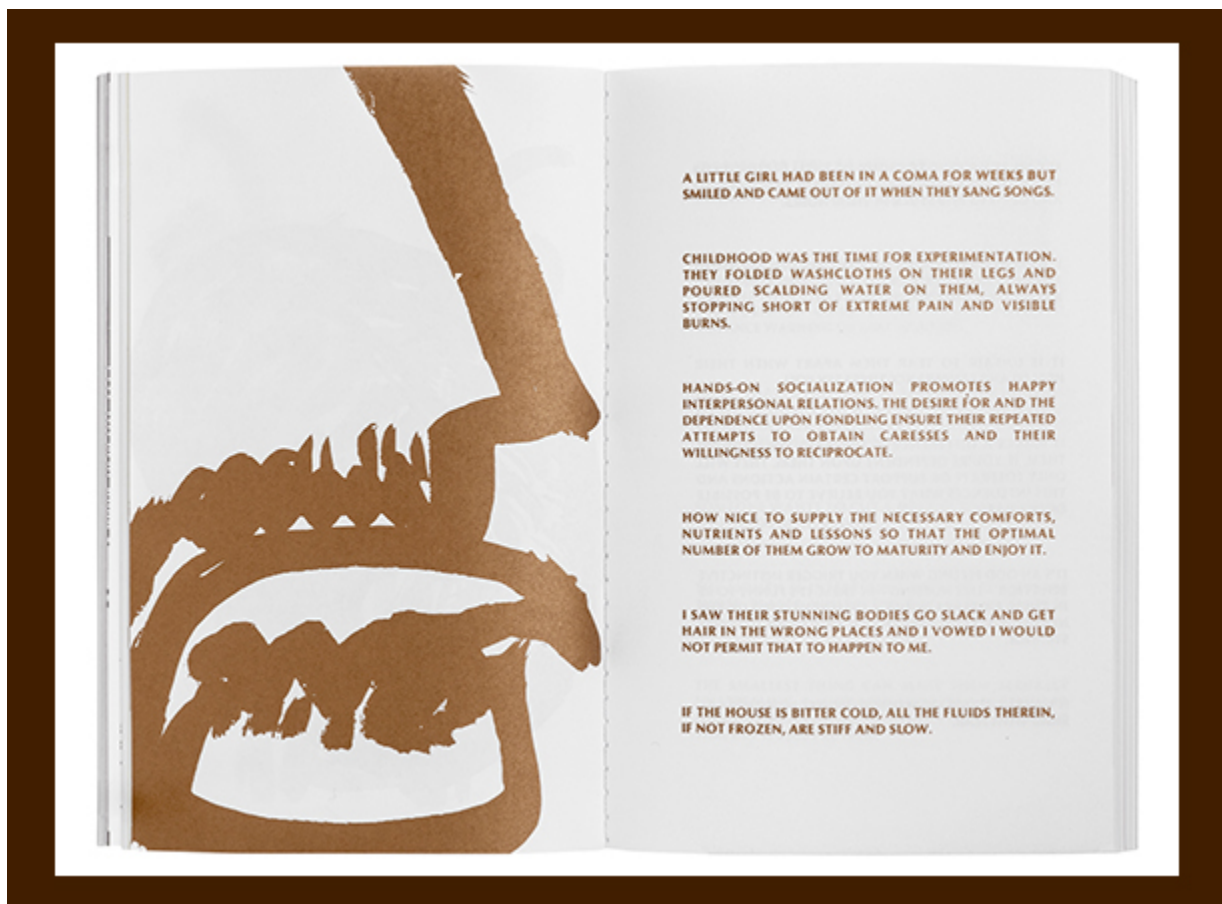 A LITTLE GIRL HAD BEEN IN A COMA FOR WEEKS BUT
SMILED AND CAME OUT OF IT WHEN THEY SANG SONGS.
CHILDHOOD WAS THE TIME FOR EXPERIMENTATION.
THEY FOLDED WASHCLOTHS ON THEIR LEGS AND
POURED SCALDING WATER ON THEM, ALWAYS
STOPPING SHORT OF EXTREME PAIN AND VISIBLE
BURNS.
HANDS-ON SOCIALIZATION PROMOTES HAPPY
INTERPERSONAL RELATIONS. THE DESIRE FOR AND THE
DEPENDENCE UPON FONDLING ENSURE THEIR REPEATED
ATTEMPTS TO OBTAIN CARESSES AND THEIR
WILLINGNESS TO RECIPROCATE.
HOW NICE TO SUPPLY THE NECESSARY COMFORTS,
NUTRIENTS AND LESSONS SO THAT THE OPTIMAL
NUMBER OF THEM GROW TO MATURITY AND ENJOY IT.
I SAW THEIR STUNNING BODIES GO SLACK AND GET
HAIR IN THE WRONG PLACES AND I VOWED I WOULD
NOT PERMIT THAT TO HAPPEN TO ME.
IF THE HOUSE IS BITTER COLD, ALL THE FLUIDS THEREIN,
IF NOT FROZEN, ARE STIFF AND SLOW.